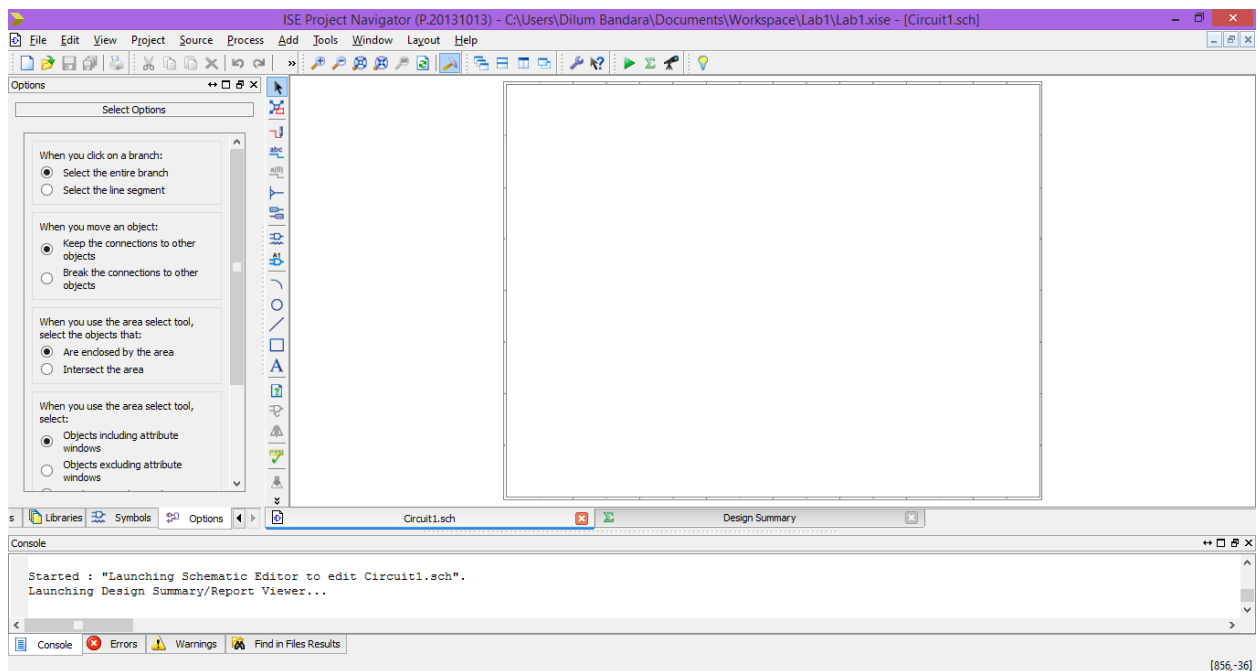 ISE Project Navigator (P.20131013) - C:\Users\Dilum Bandara\Documents\Workspace\Lab1\Lab1.xise - [Circuit1.sch]
File Edit View Project Source Process Add Tools Window Layout Help
Options
Select Options
When you click on a branch:
Select the entire branch
Select the line segment
When you move an object:
Keep the connections to other
objects
Break the connections to other
objects
When you use the area select tool,
select the objects that:
Are enclosed by the area
Intersect the area
When you use the area select tool,
select:
Objects including attribute
windows
Objects excluding attribute
windows
abc
a(0)
A1
A
s Libraries Symbols Options
Circuit1.sch
Design Summary
Console
Started : "Launching Schematic Editor to edit Circuit1.sch".
Launching Design Summary/Report Viewer...
Console Errors Warnings Find in Files Results
[856,-36]